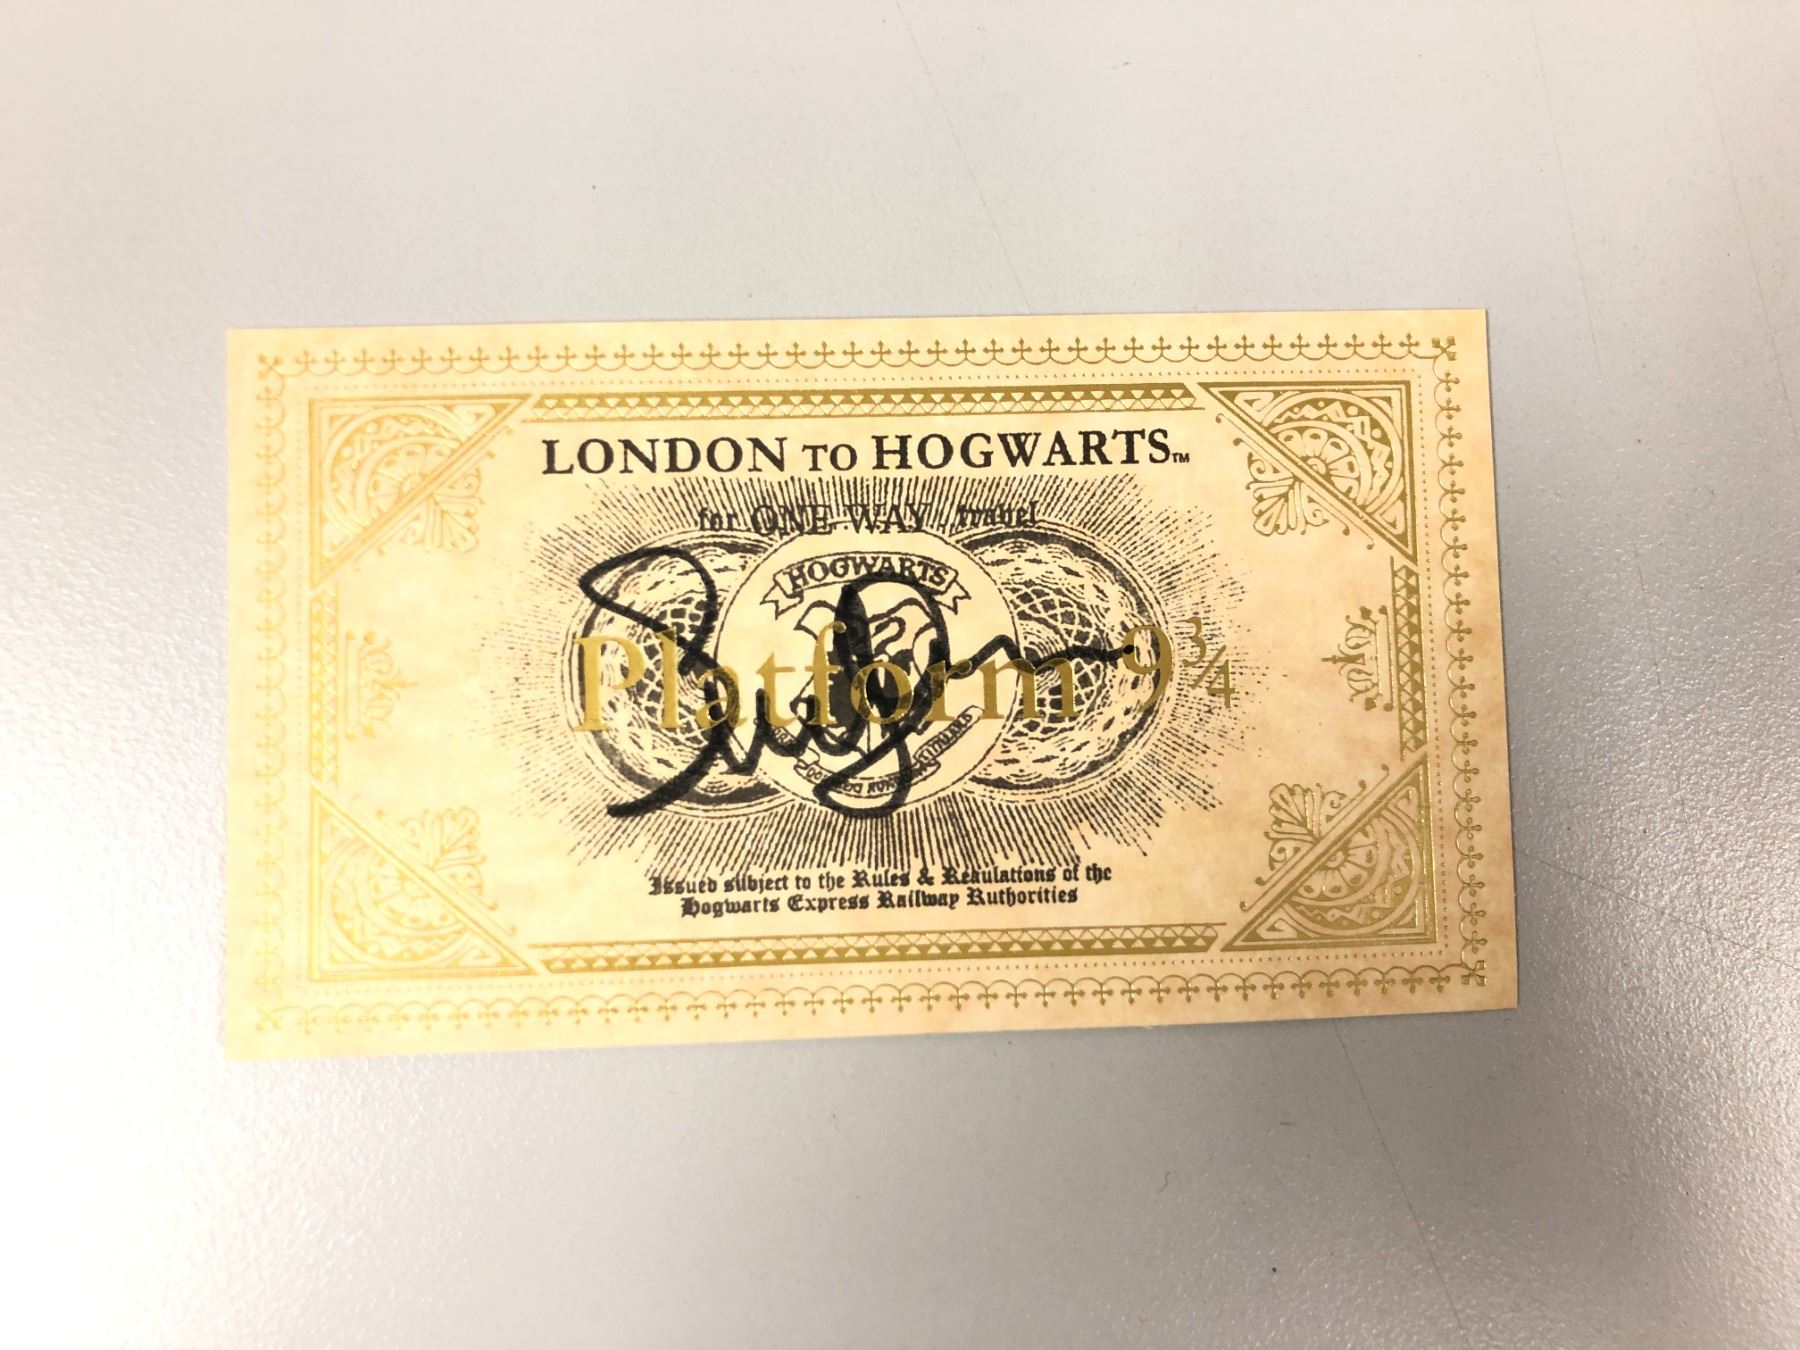 LONDON TO HOGWARTS™
for ONE WAY travel
HOGWARTS
Platform 9¾
Issued subject to the Rules & Regulations of the
Hogwarts Express Railway Authorities